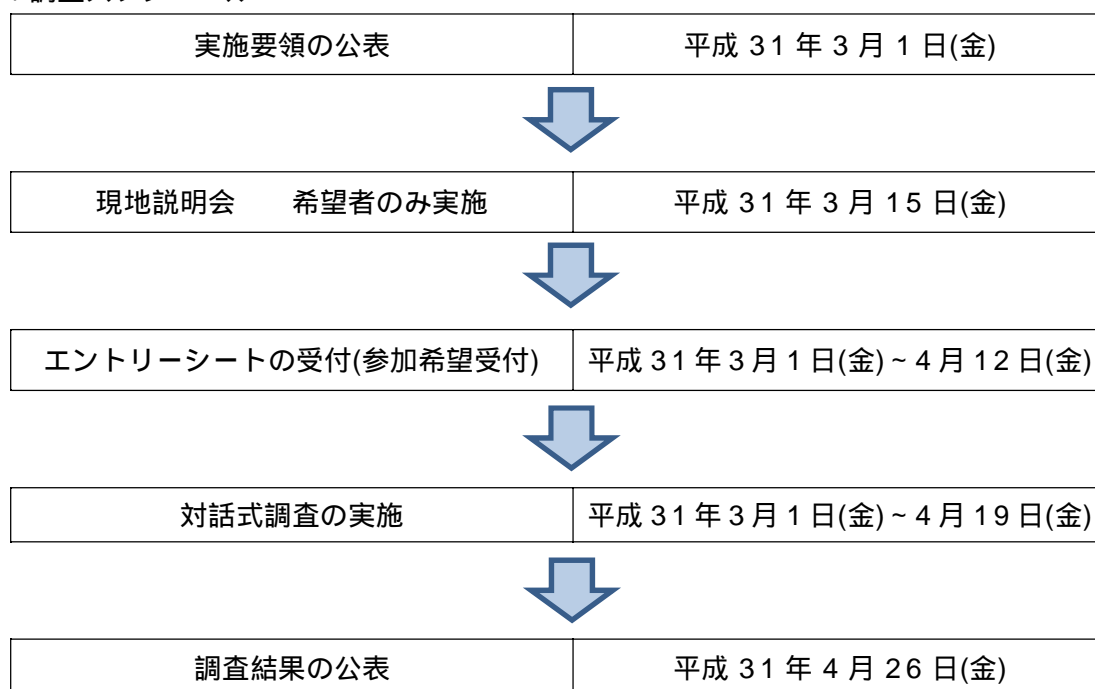 実施要領の公表 平成 31 年 3 月 1 日(金)
現地説明会 希望者のみ実施 平成 31 年 3 月 15 日(金)
エントリーシートの受付(参加希望受付) 平成 31 年 3 月 1 日(金) ~ 4 月 12 日(金)
対話式調査の実施 平成 31 年 3 月 1 日(金) ~ 4 月 19 日(金)
調査結果の公表 平成 31 年 4 月 26 日(金)